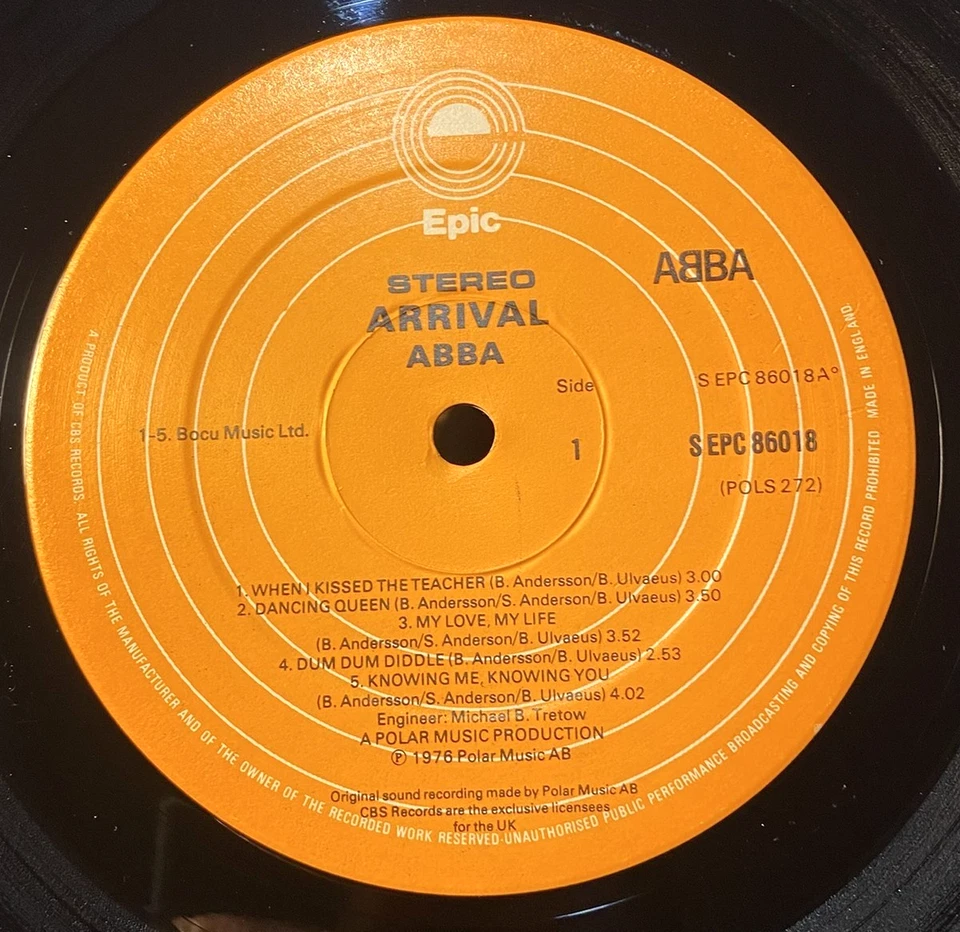 Epic
STEREO
ARRIVAL
ABBA
AᗺBA
Side
1
S EPC 86018A°
S EPC 86018
(POLS 272)
1-5. Bocu Music Ltd.
1. WHEN I KISSED THE TEACHER (B. Andersson/B. Ulvaeus) 3.00
2. DANCING QUEEN (B. Andersson/S. Anderson/B. Ulvaeus) 3.50
3. MY LOVE, MY LIFE
(B. Andersson/S. Anderson/B. Ulvaeus) 3.52
4. DUM DUM DIDDLE (B. Andersson/B. Ulvaeus) 2.53
5. KNOWING ME, KNOWING YOU
(B. Andersson/S. Anderson/B. Ulvaeus) 4.02
Engineer: Michael B. Tretow
A POLAR MUSIC PRODUCTION
℗ 1976 Polar Music AB
Original sound recording made by Polar Music AB
CBS Records are the exclusive licensees
for the UK
A PRODUCT OF CBS RECORDS. ALL RIGHTS OF THE MANUFACTURER AND OF THE OWNER OF THE RECORDED WORK RESERVED·UNAUTHORISED PUBLIC PERFORMANCE BROADCASTING AND COPYING OF THIS RECORD PROHIBITED MADE IN ENGLAND